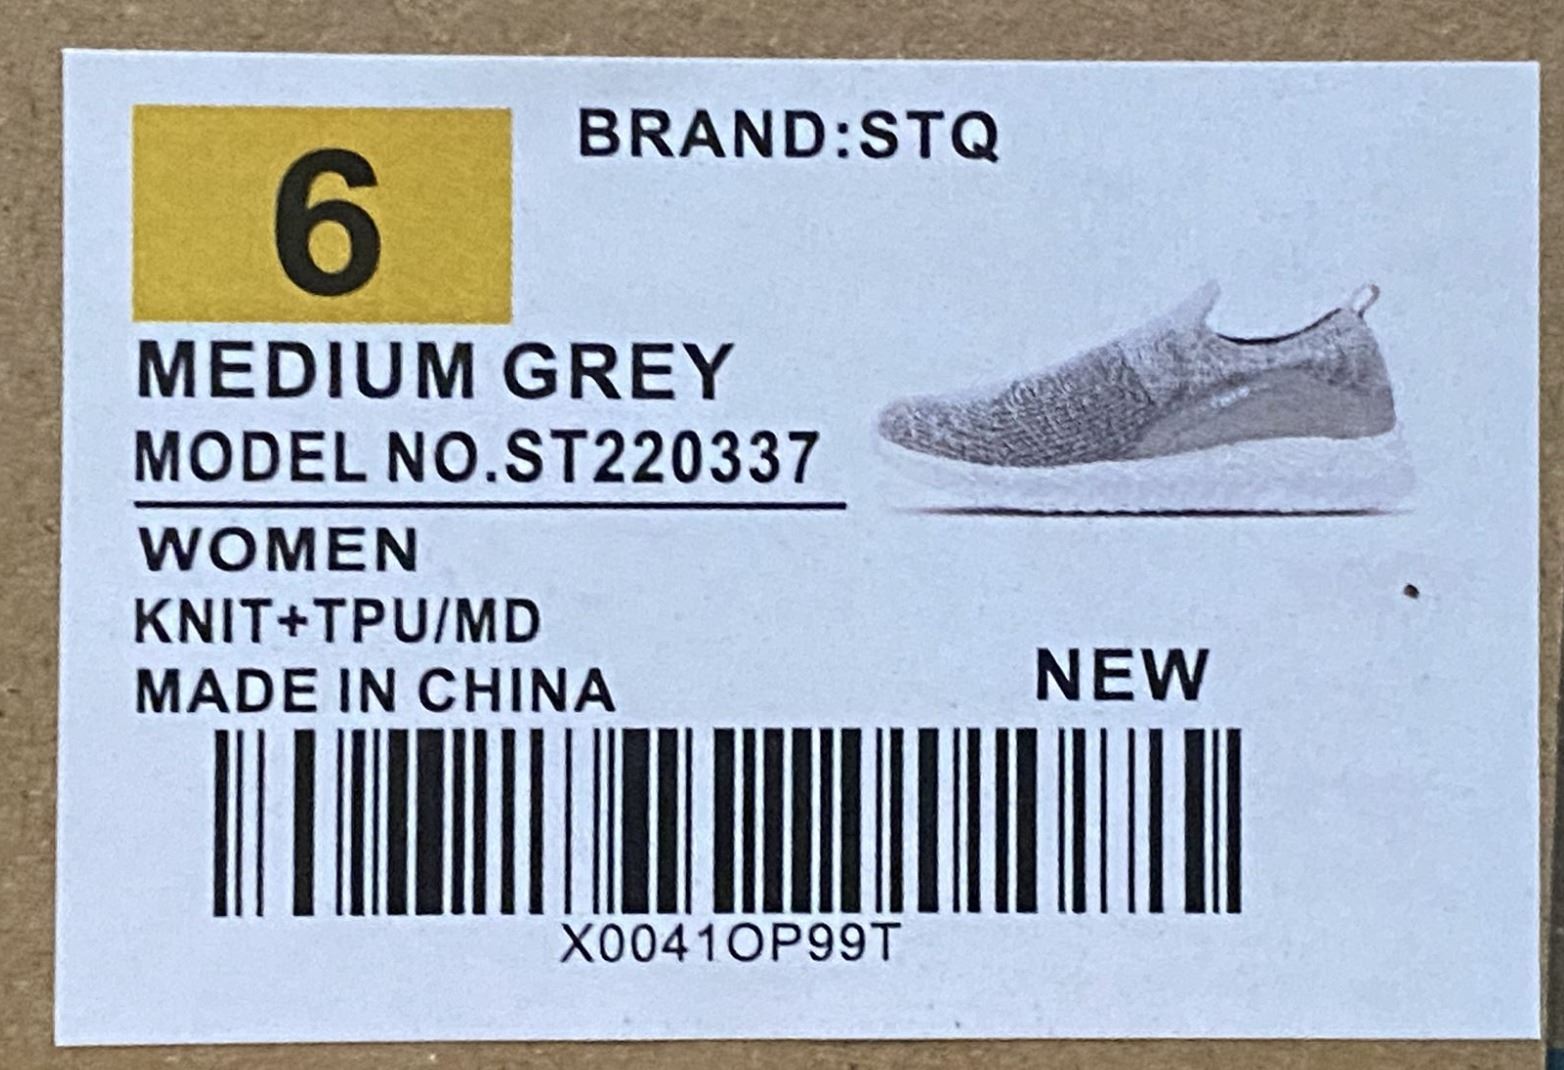 6
BRAND:STQ
MEDIUM GREY
MODEL NO.ST220337
WOMEN
KNIT+TPU/MD
MADE IN CHINA
NEW
X0041OP99T